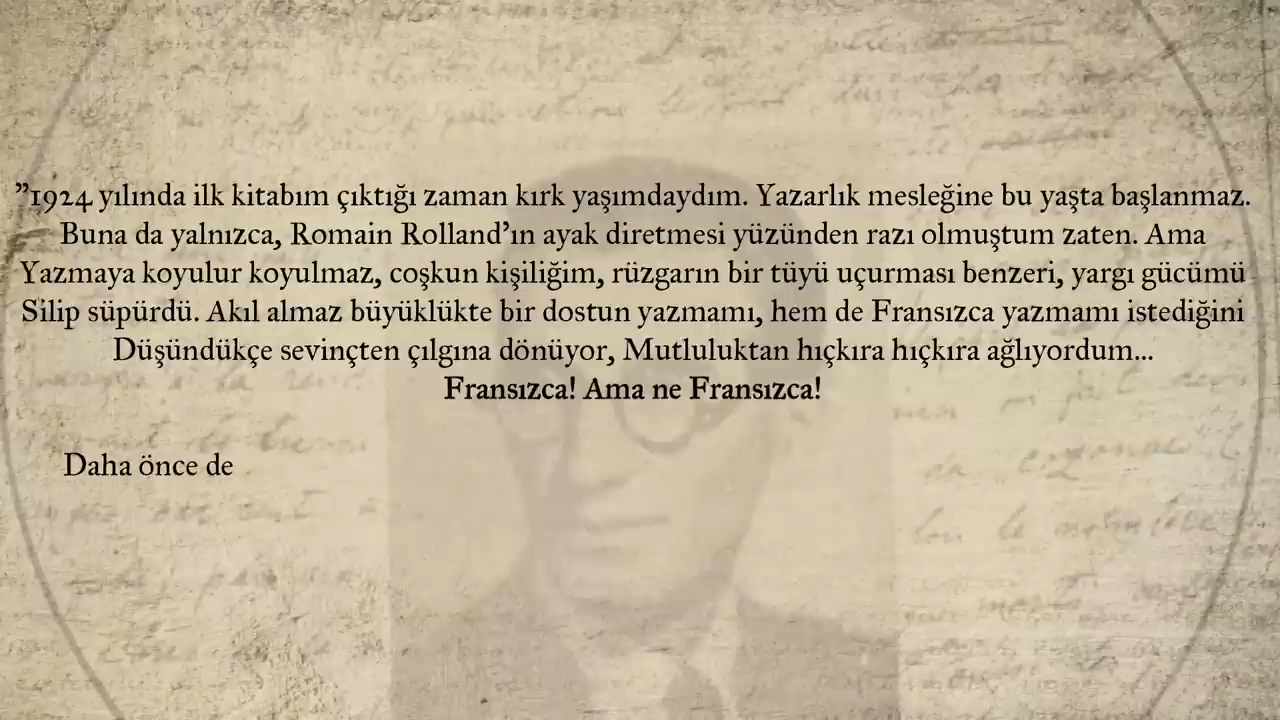 "1924 yılında ilk kitabım çıktığı zaman kırk yaşımdaydım. Yazarlık mesleğine bu yaşta başlanmaz.
Buna da yalnızca, Romain Rolland'ın ayak diretmesi yüzünden razı olmuştum zaten. Ama
Yazmaya koyulur koyulmaz, coşkun kişiliğim, rüzgarın bir tüyü uçurması benzeri, yargı gücümü
Silip süpürdü. Akıl almaz büyüklükte bir dostun yazmamı, hem de Fransızca yazmamı istediğini
Düşündükçe sevinçten çılgına dönüyor, Mutluluktan hıçkıra hıçkıra ağlıyordum...
Fransızca! Ama ne Fransızca!
Daha önce de